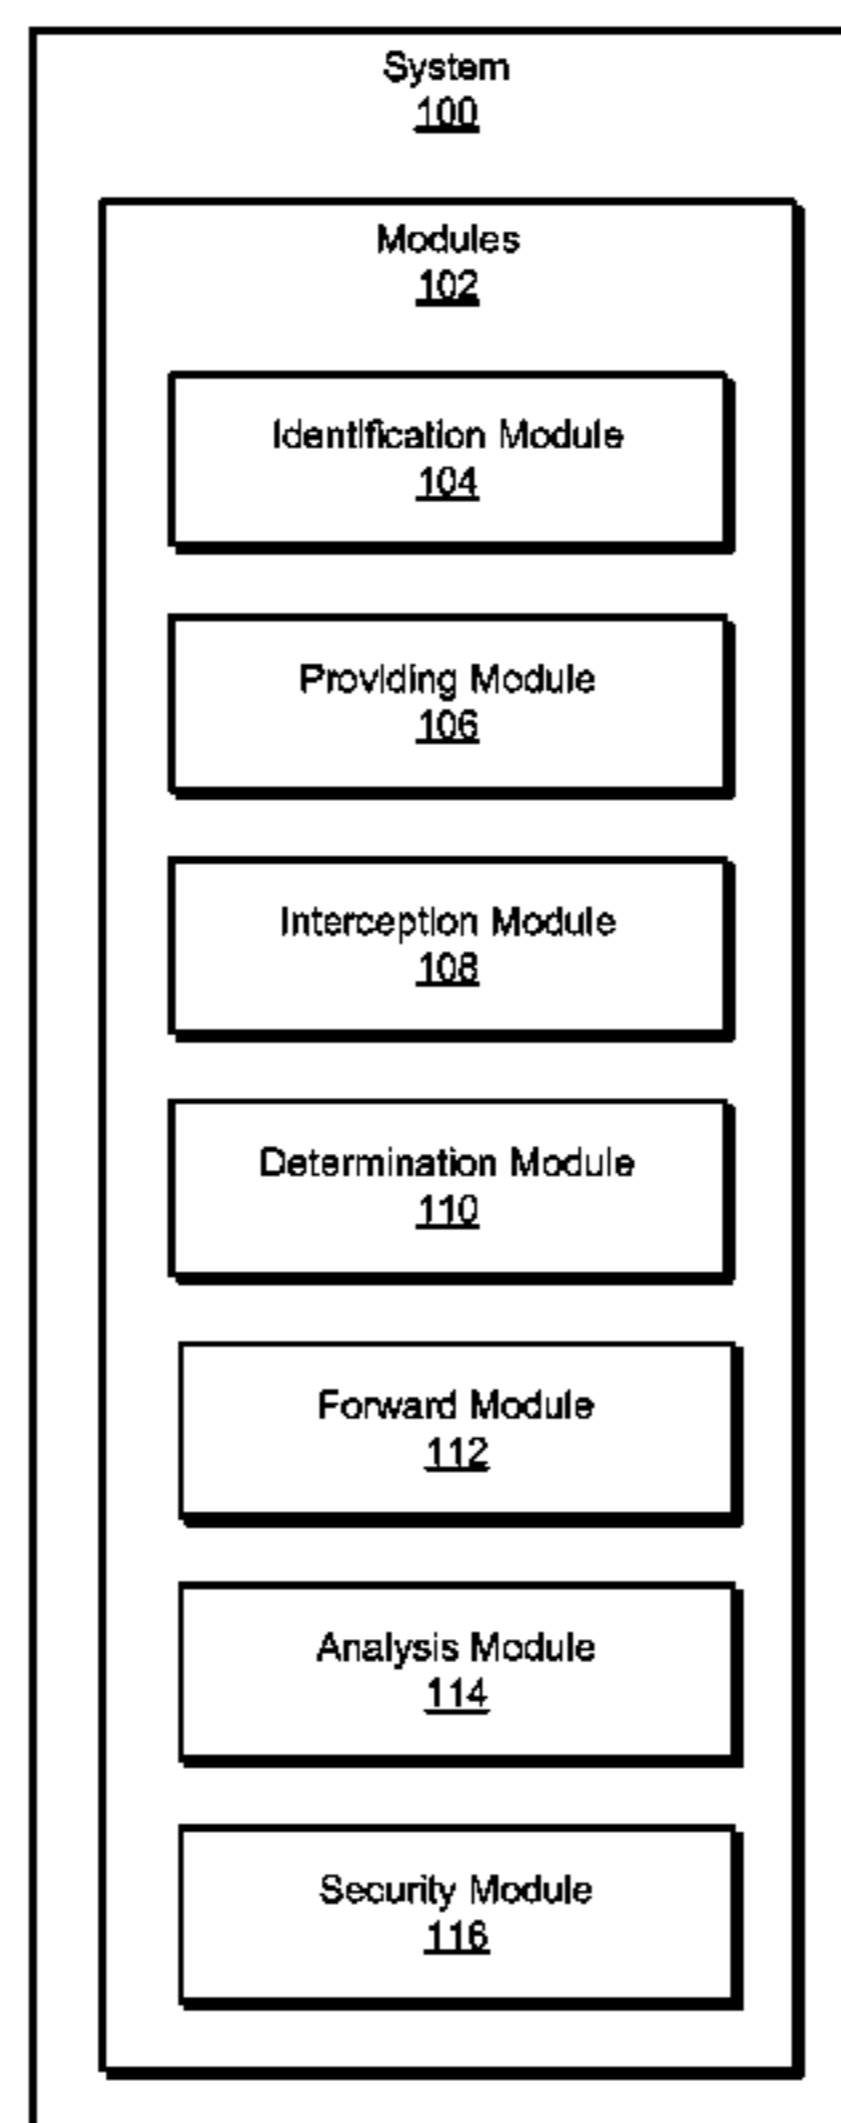 System
100
Modules
102
Identification Module
104
Providing Module
106
Interception Module
108
Determination Module
110
Forward Module
112
Analysis Module
114
Security Module
116